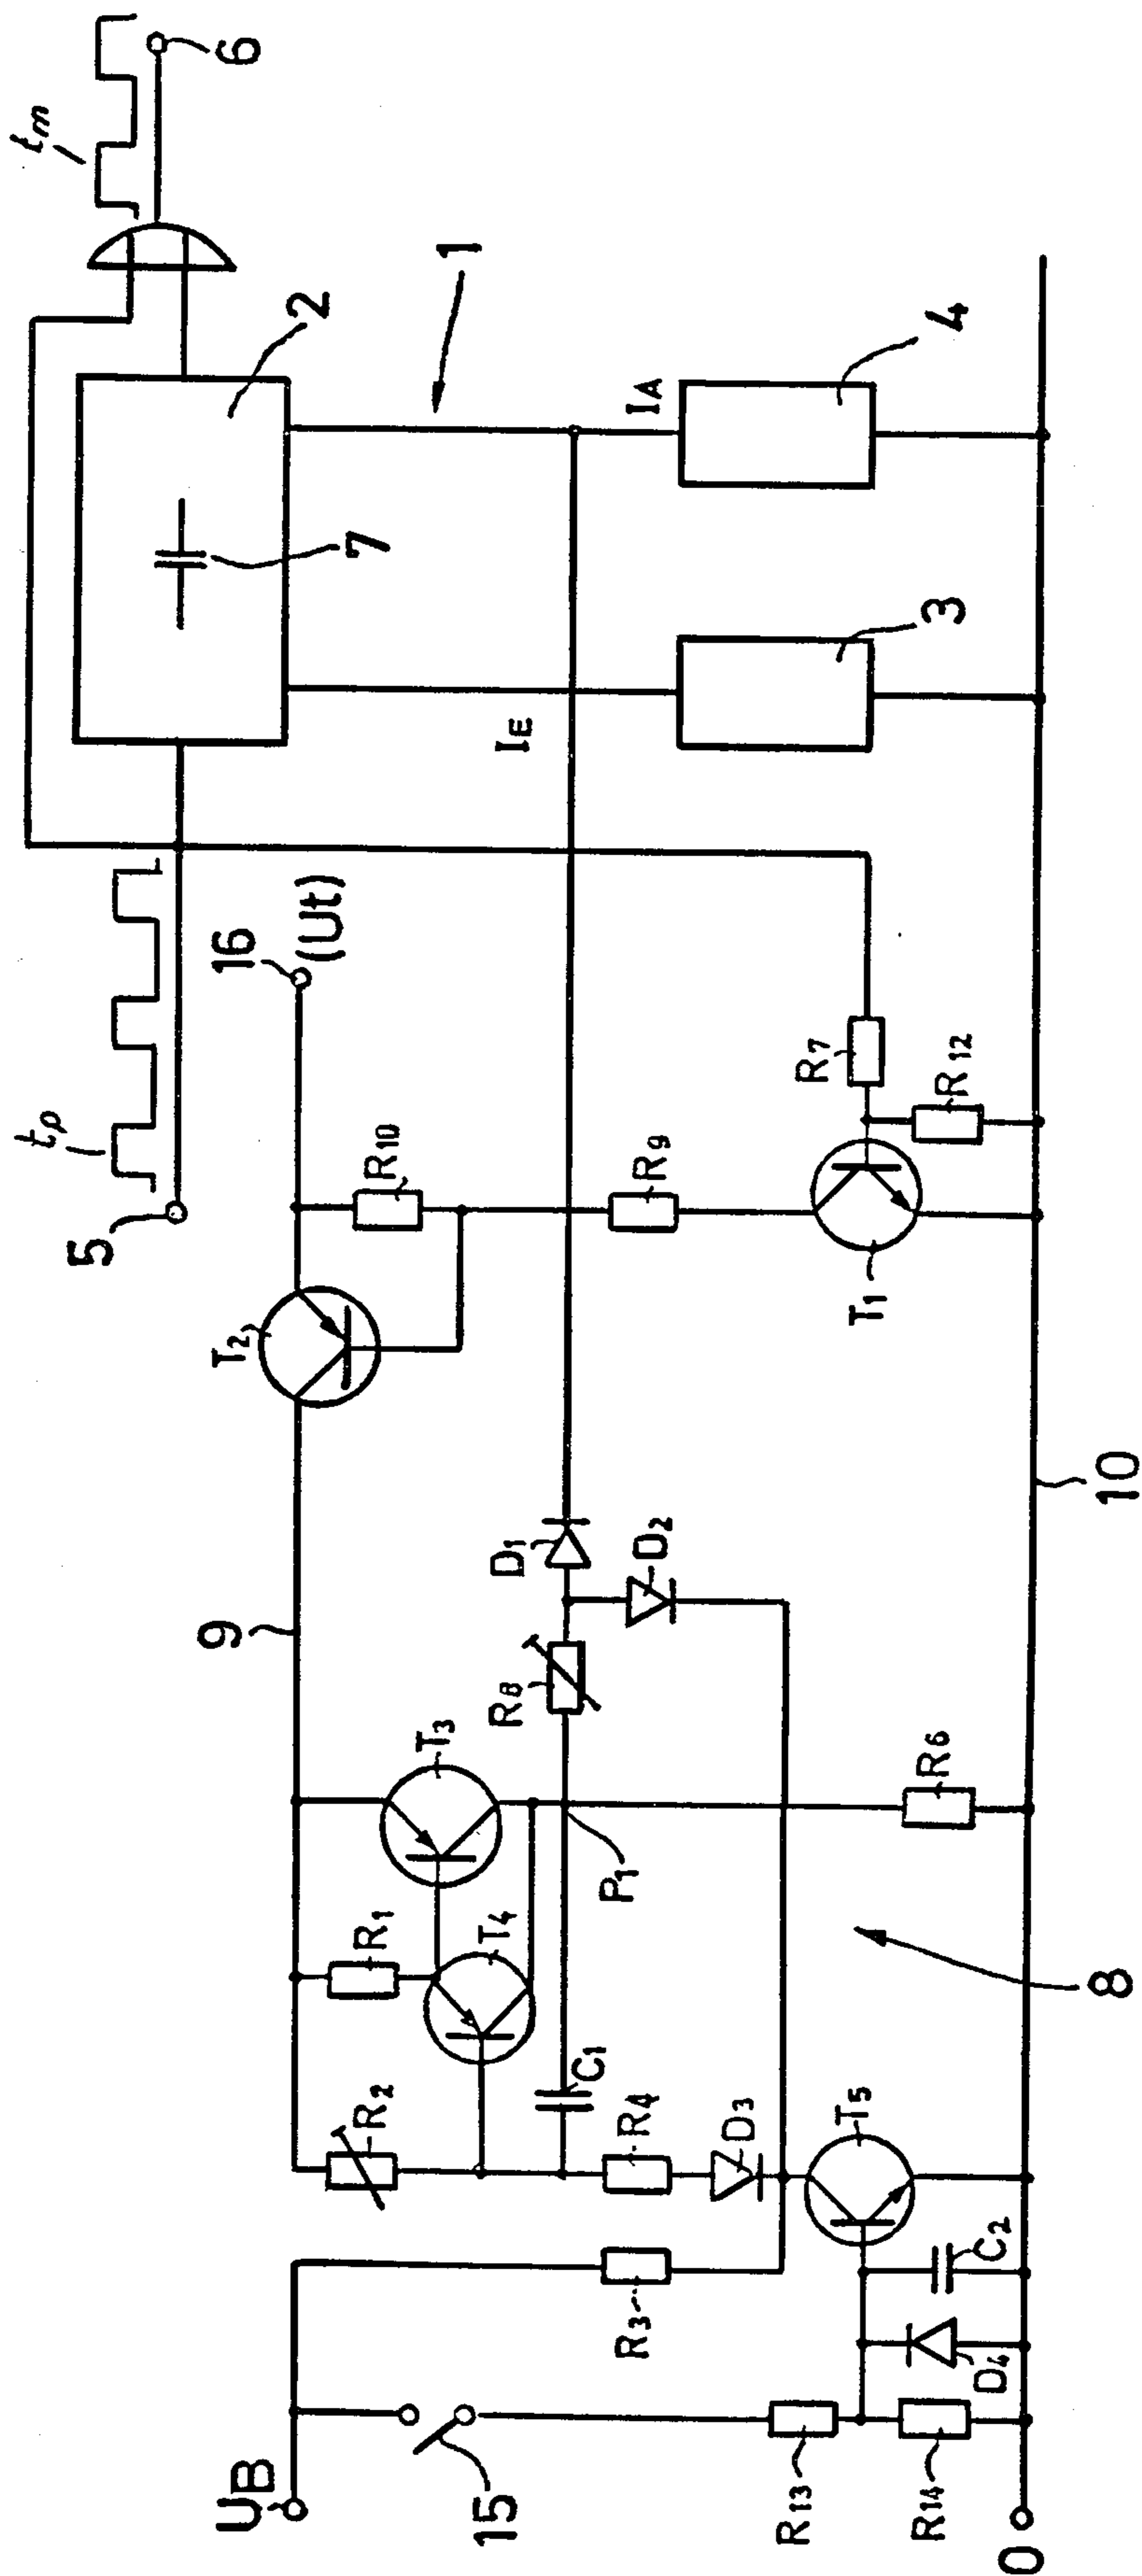 tp
tm
5
6
2
7
1
16
(Ut)
IE
IA
3
4
T2
R10
R9
R7
R12
T1
9
10
D1
D2
R8
T3
R1
T4
R2
P1
R6
C1
R4
D3
T5
C2
D4
R3
8
UB
15
R13
R14
0